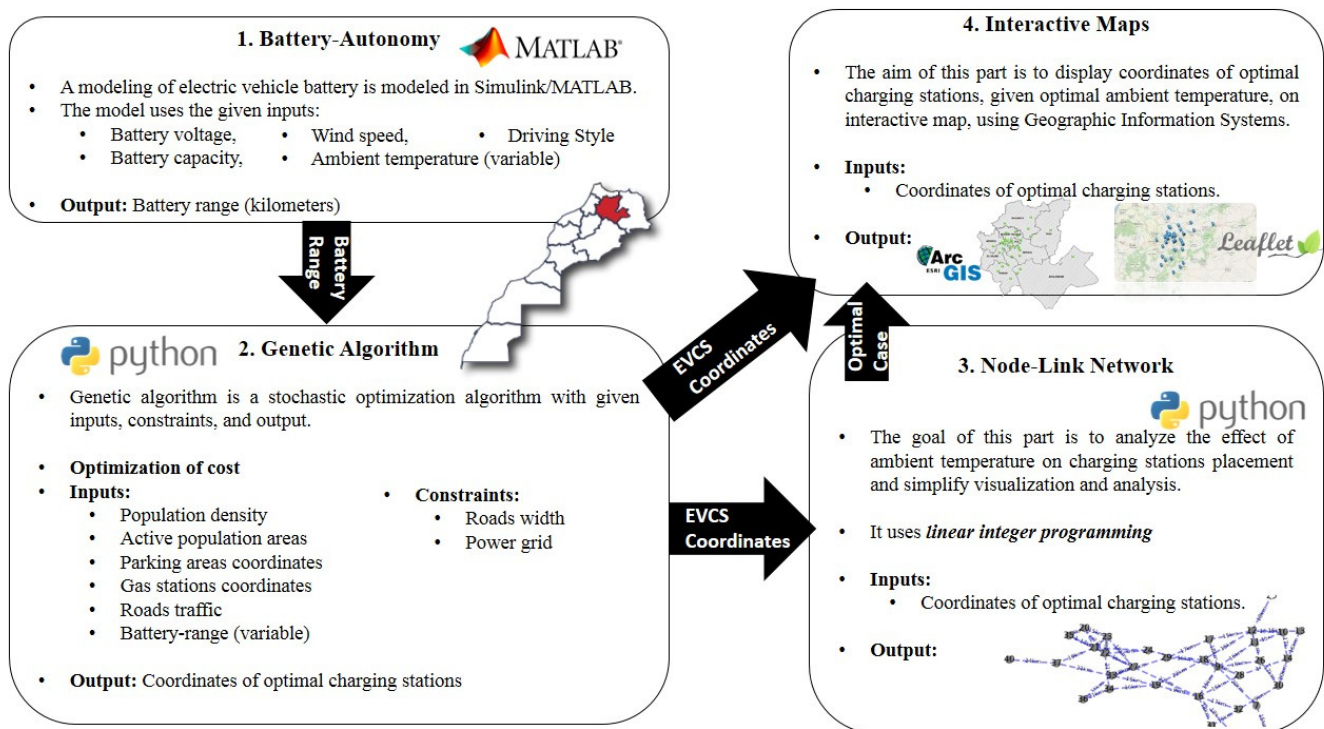 1. Battery-Autonomy
MATLAB®
• A modeling of electric vehicle battery is modeled in Simulink/MATLAB.
• The model uses the given inputs:
• Battery voltage, • Wind speed, • Driving Style
• Battery capacity, • Ambient temperature (variable)
• Output: Battery range (kilometers)
Battery
Range
python
2. Genetic Algorithm
• Genetic algorithm is a stochastic optimization algorithm with given
inputs, constraints, and output.
• Optimization of cost
• Inputs:
• Population density
• Active population areas
• Parking areas coordinates
• Gas stations coordinates
• Roads traffic
• Battery-range (variable)
• Constraints:
• Roads width
• Power grid
• Output: Coordinates of optimal charging stations
EVCS
Coordinates
EVCS
Coordinates
3. Node-Link Network
python
• The goal of this part is to analyze the effect of
ambient temperature on charging stations placement
and simplify visualization and analysis.
• It uses linear integer programming
• Inputs:
• Coordinates of optimal charging stations.
• Output:
Optimal
Case
4. Interactive Maps
• The aim of this part is to display coordinates of optimal
charging stations, given optimal ambient temperature, on
interactive map, using Geographic Information Systems.
• Inputs:
• Coordinates of optimal charging stations.
• Output:
Arc
ESRI
GIS
Leaflet